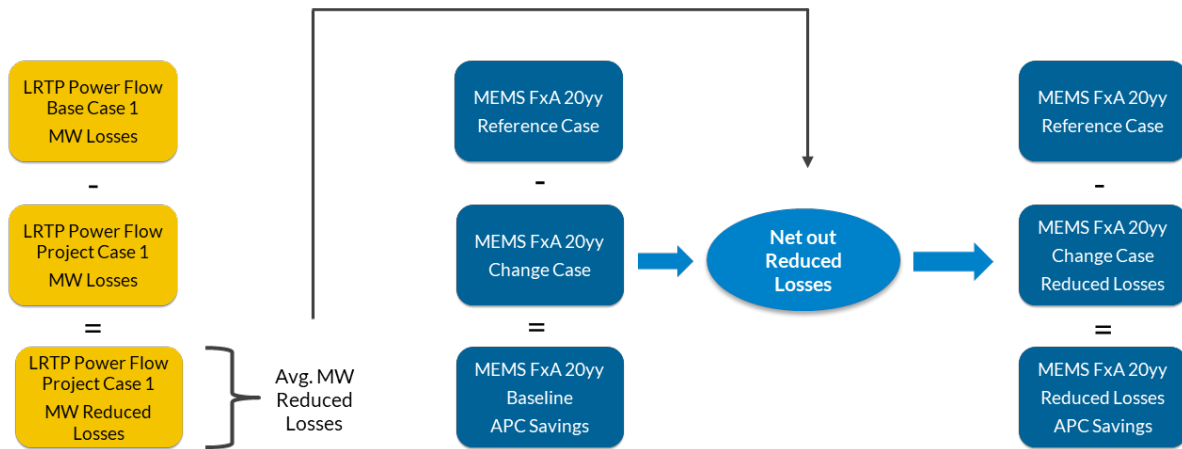 LRTP Power Flow
Base Case 1
MW Losses
-
LRTP Power Flow
Project Case 1
MW Losses
=
LRTP Power Flow
Project Case 1
MW Reduced
Losses
Avg. MW
Reduced
Losses
MEMS FxA 20yy
Reference Case
-
MEMS FxA 20yy
Change Case
=
MEMS FxA 20yy
Baseline
APC Savings
Net out
Reduced
Losses
MEMS FxA 20yy
Reference Case
-
MEMS FxA 20yy
Change Case
Reduced Losses
=
MEMS FxA 20yy
Reduced Losses
APC Savings